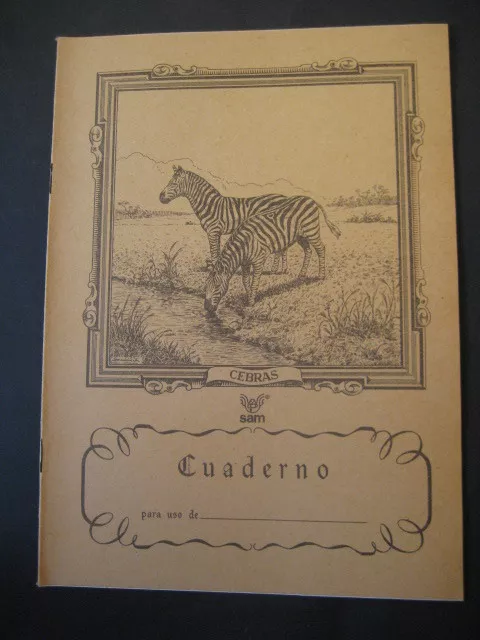 CEBRAS
®
sam
Cuaderno
para uso de